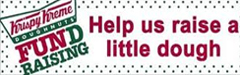 Krispy Kreme
DOUGHNUTS
FUND
RAISING
Help us raise a
little dough